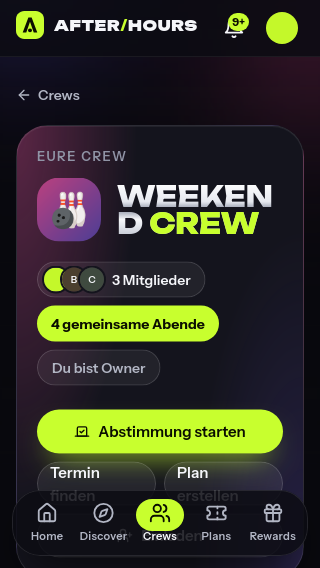 AFTER/HOURS
9+
Crews
EURE CREW
WEEKEN
D CREW
B C 3 Mitglieder
4 gemeinsame Abende
Du bist Owner
Abstimmung starten
Termin Plan
finden erstellen
Home Discover Crews Plans Rewards